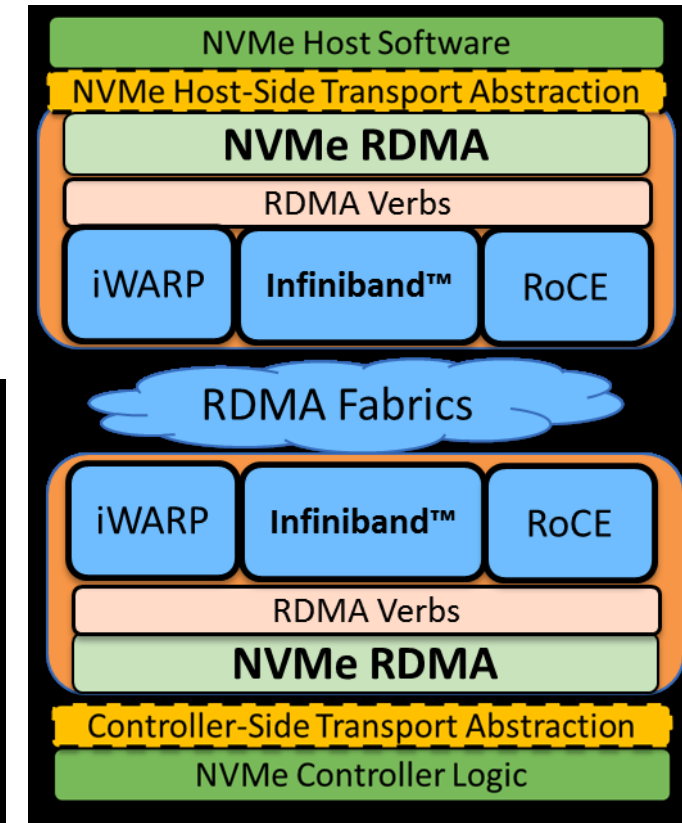 NVMe Host Software
NVMe Host-Side Transport Abstraction
NVMe RDMA
RDMA Verbs
iWARP
Infiniband™
RoCE
RDMA Fabrics
iWARP
Infiniband™
RoCE
RDMA Verbs
NVMe RDMA
Controller-Side Transport Abstraction
NVMe Controller Logic